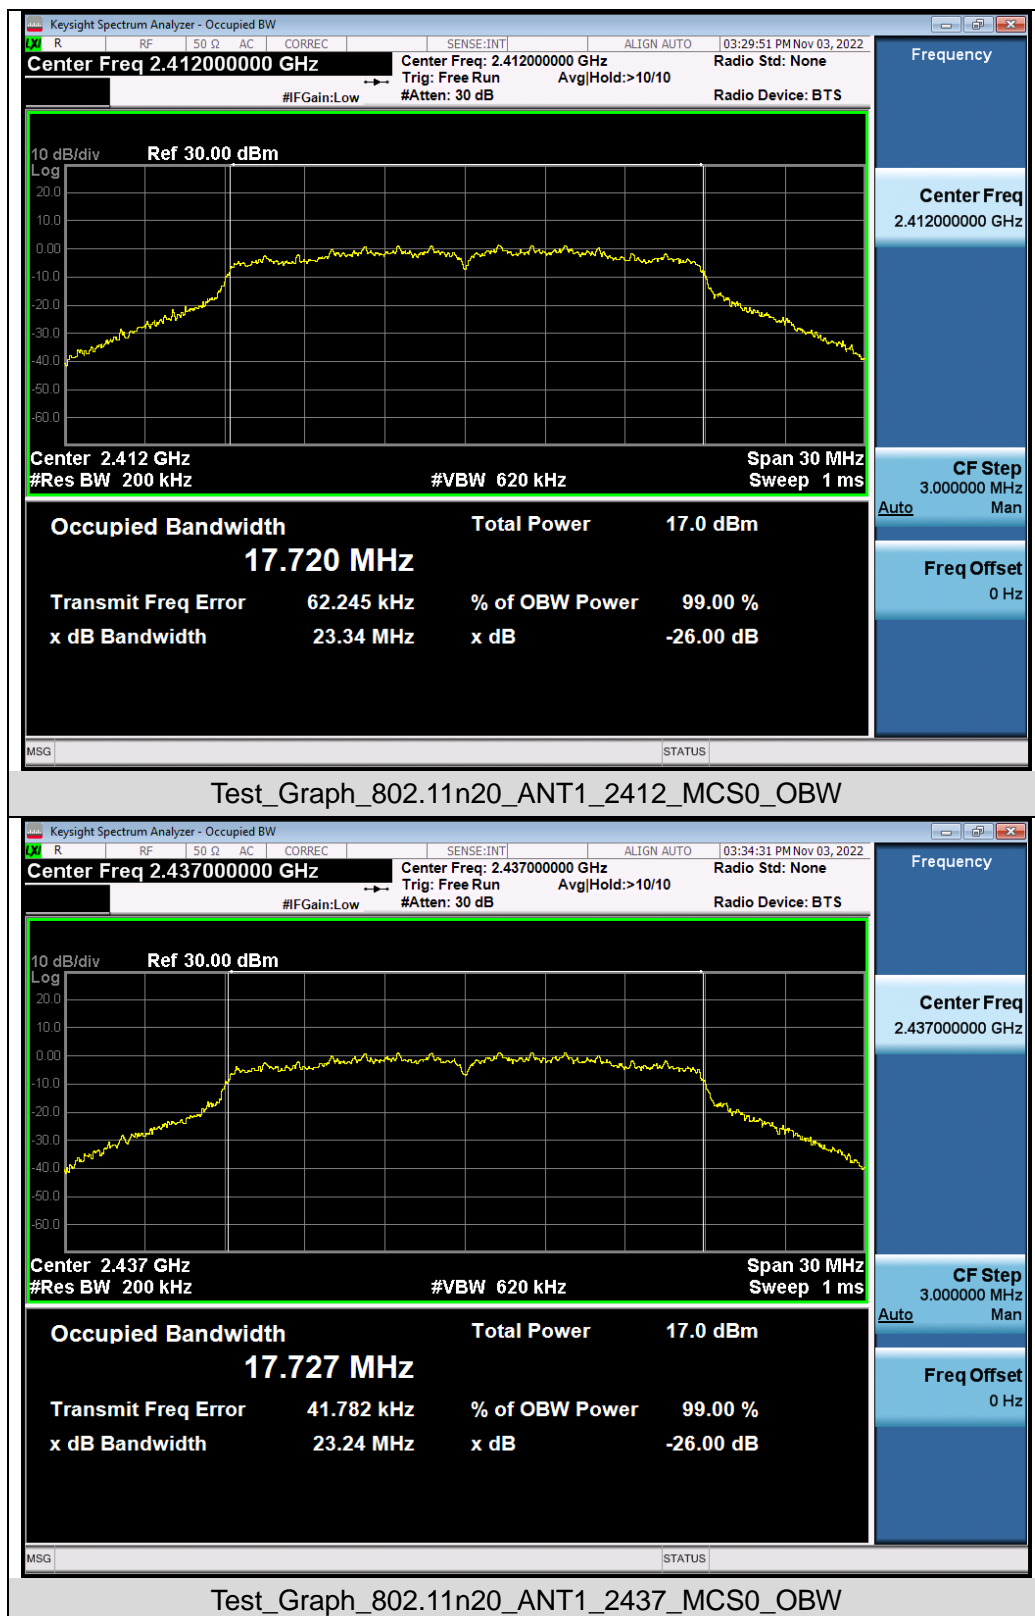 Keysight Spectrum Analyzer - Occupied BW
LXI R RF 50 Ω AC CORREC SENSE:INT ALIGN AUTO 03:29:51 PM Nov 03, 2022
Center Freq 2.412000000 GHz
Center Freq: 2.412000000 GHz Radio Std: None
Trig: Free Run Avg|Hold:>10/10
#IFGain:Low #Atten: 30 dB Radio Device: BTS
Frequency
10 dB/div Ref 30.00 dBm
Log
20.0
10.0
0.00
-10.0
-20.0
-30.0
-40.0
-50.0
-60.0
Center 2.412 GHz Span 30 MHz
#Res BW 200 kHz #VBW 620 kHz Sweep 1 ms
Center Freq
2.412000000 GHz
CF Step
3.000000 MHz
Auto Man
Freq Offset
0 Hz
Occupied Bandwidth Total Power 17.0 dBm
17.720 MHz
Transmit Freq Error 62.245 kHz % of OBW Power 99.00 %
x dB Bandwidth 23.34 MHz x dB -26.00 dB
MSG STATUS
Test_Graph_802.11n20_ANT1_2412_MCS0_OBW
Keysight Spectrum Analyzer - Occupied BW
LXI R RF 50 Ω AC CORREC SENSE:INT ALIGN AUTO 03:34:31 PM Nov 03, 2022
Center Freq 2.437000000 GHz
Center Freq: 2.437000000 GHz Radio Std: None
Trig: Free Run Avg|Hold:>10/10
#IFGain:Low #Atten: 30 dB Radio Device: BTS
Frequency
10 dB/div Ref 30.00 dBm
Log
20.0
10.0
0.00
-10.0
-20.0
-30.0
-40.0
-50.0
-60.0
Center 2.437 GHz Span 30 MHz
#Res BW 200 kHz #VBW 620 kHz Sweep 1 ms
Center Freq
2.437000000 GHz
CF Step
3.000000 MHz
Auto Man
Freq Offset
0 Hz
Occupied Bandwidth Total Power 17.0 dBm
17.727 MHz
Transmit Freq Error 41.782 kHz % of OBW Power 99.00 %
x dB Bandwidth 23.24 MHz x dB -26.00 dB
MSG STATUS
Test_Graph_802.11n20_ANT1_2437_MCS0_OBW